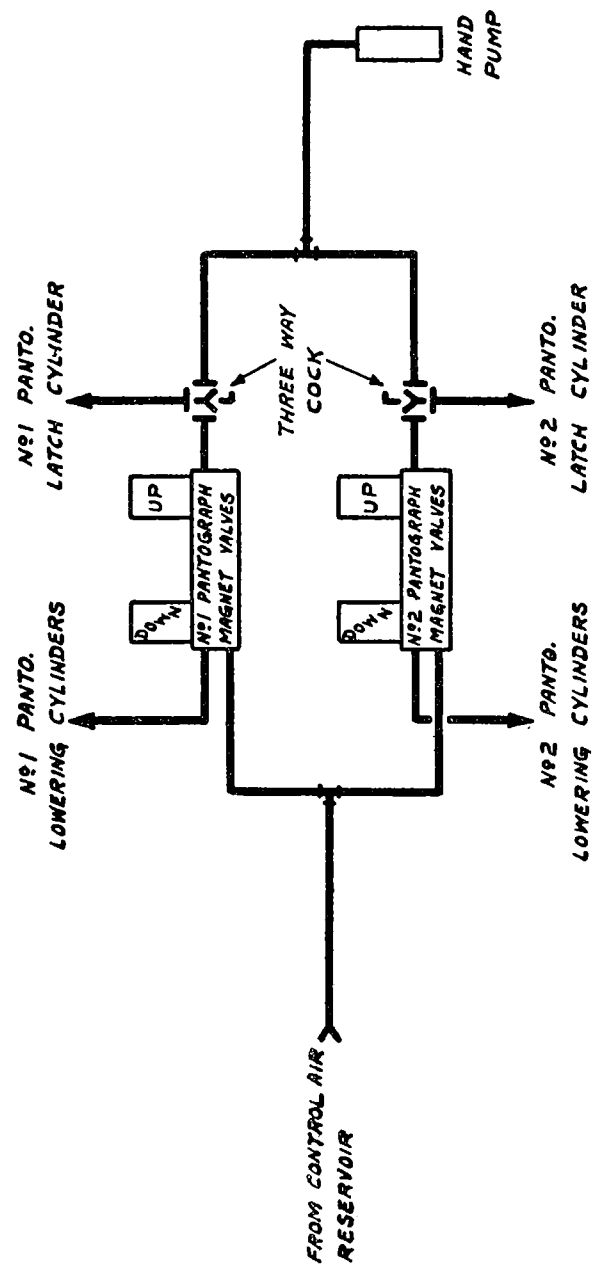 HAND
PUMP
Nº1 PANTO.
LATCH CYLINDER
THREE WAY
COCK
Nº2 PANTO.
LATCH CYLINDER
UP
DOWN
Nº1 PANTOGRAPH
MAGNET VALVES
UP
DOWN
Nº2 PANTOGRAPH
MAGNET VALVES
Nº1 PANTO.
LOWERING CYLINDERS
Nº2 PANTO.
LOWERING CYLINDERS
FROM CONTROL AIR
RESERVOIR